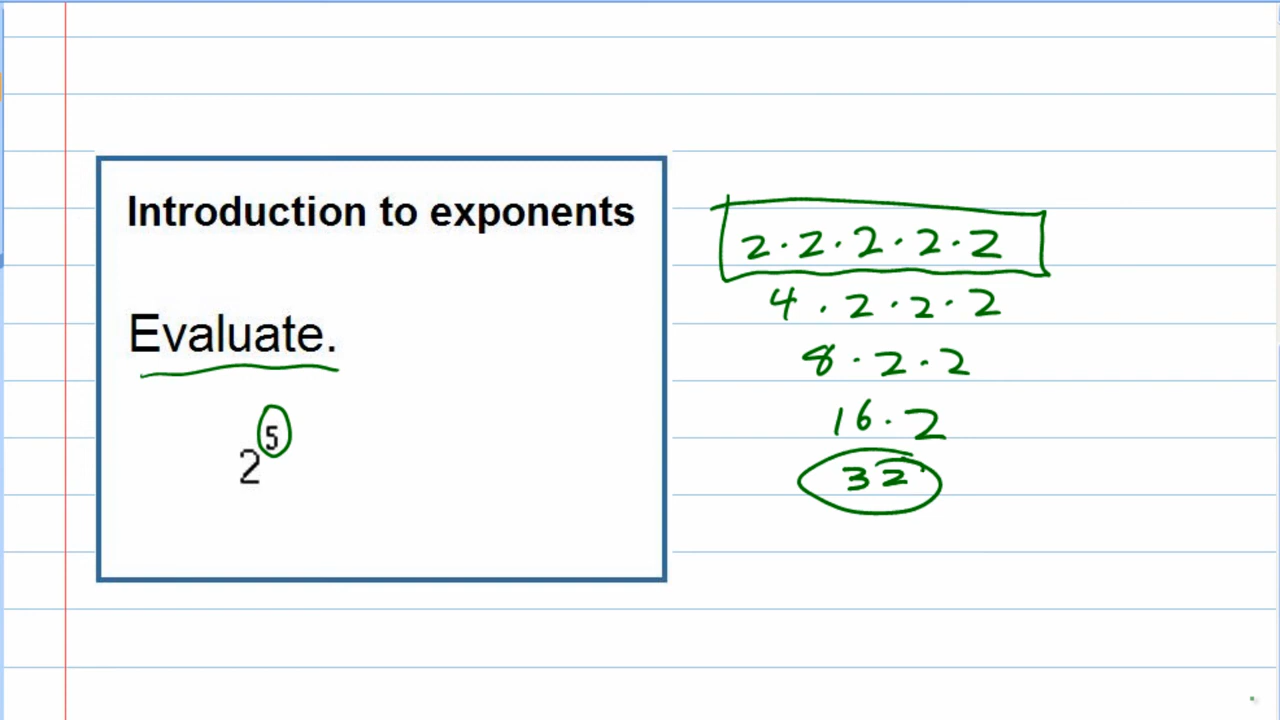 Introduction to exponents
Evaluate.
2⁵
2 · 2 · 2 · 2 · 2
4 · 2 · 2 · 2
8 · 2 · 2
16 · 2
32